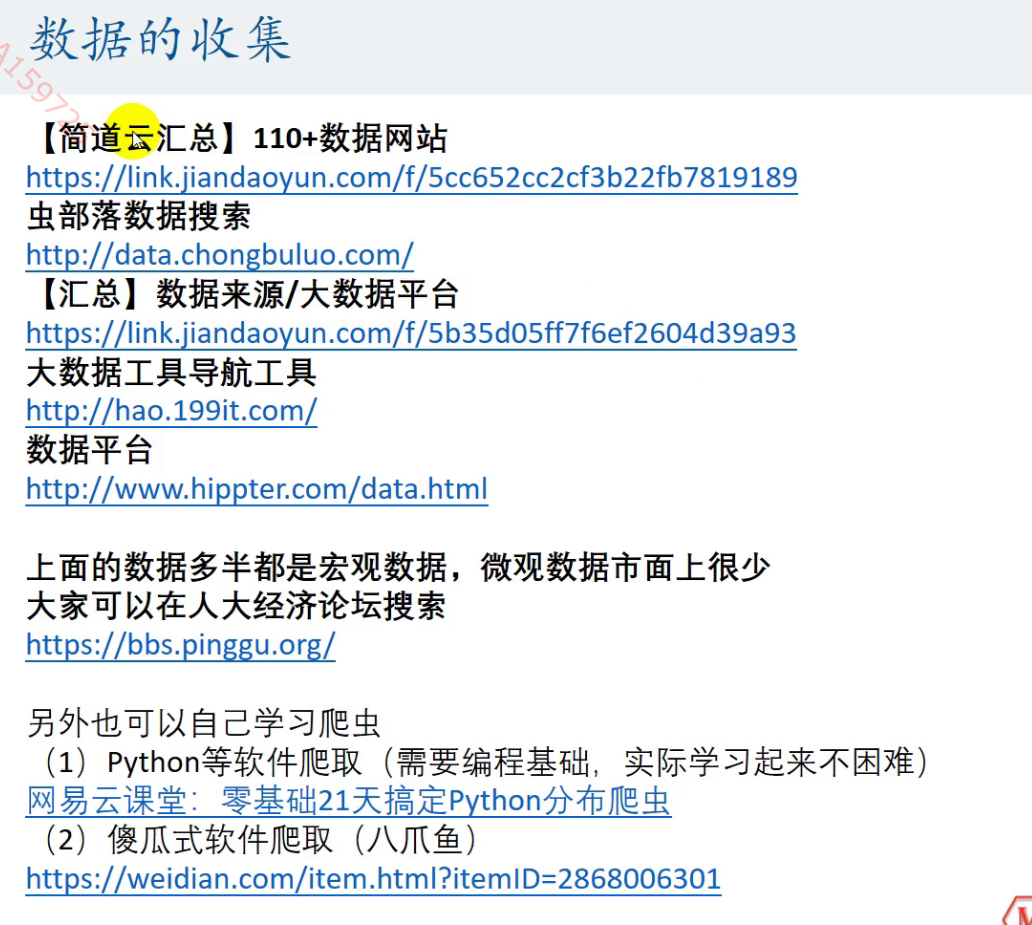 数据的收集
【简道云汇总】110+数据网站
https://link.jiandaoyun.com/f/5cc652cc2cf3b22fb7819189
虫部落数据搜索
http://data.chongbuluo.com/
【汇总】数据来源/大数据平台
https://link.jiandaoyun.com/f/5b35d05ff7f6ef2604d39a93
大数据工具导航工具
http://hao.199it.com/
数据平台
http://www.hippter.com/data.html
上面的数据多半都是宏观数据，微观数据市面上很少
大家可以在人大经济论坛搜索
https://bbs.pinggu.org/
另外也可以自己学习爬虫
（1）Python等软件爬取（需要编程基础，实际学习起来不困难）
网易云课堂：零基础21天搞定Python分布爬虫
（2）傻瓜式软件爬取（八爪鱼）
https://weidian.com/item.html?itemID=2868006301